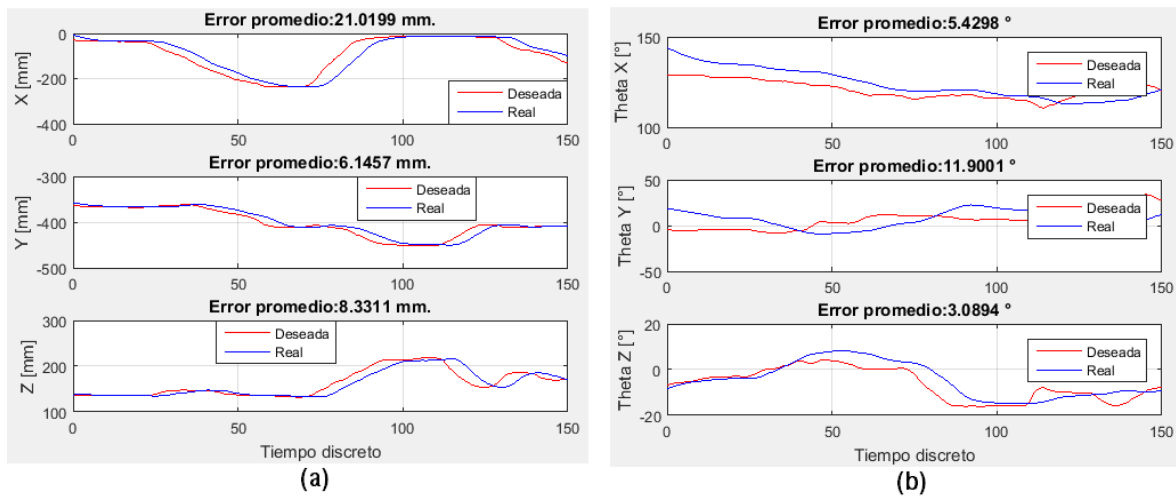 Error promedio:21.0199 mm.
0
-200
-400
X [mm]
0
50
100
150
Deseada
Real
Error promedio:6.1457 mm.
-300
-400
-500
Y [mm]
0
50
100
150
Deseada
Real
Error promedio:8.3311 mm.
300
200
100
Z [mm]
0
50
100
150
Deseada
Real
Tiempo discreto
(a)
Error promedio:5.4298 °
150
100
Theta X [°]
0
50
100
150
Deseada
Real
Error promedio:11.9001 °
50
0
-50
Theta Y [°]
0
50
100
150
Deseada
Real
Error promedio:3.0894 °
20
0
-20
Theta Z [°]
0
50
100
150
Deseada
Real
Tiempo discreto
(b)